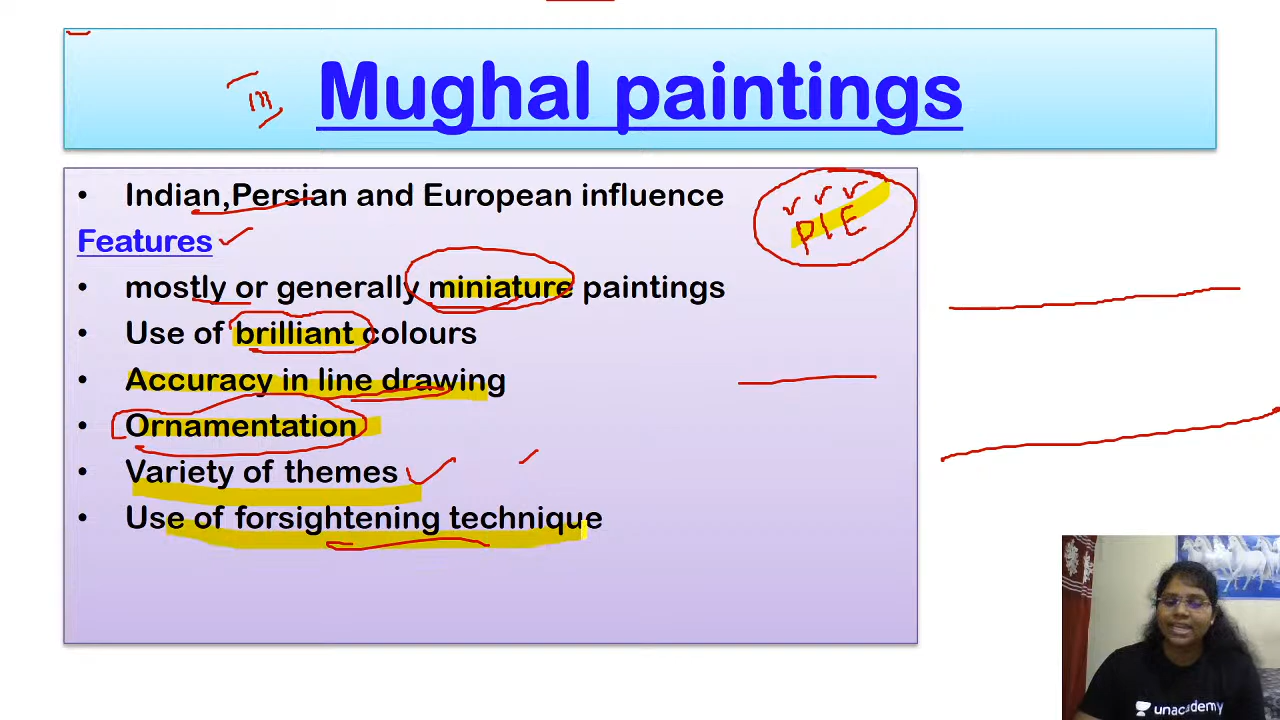 Mughal paintings
• Indian,Persian and European influence
PIE
Features
• mostly or generally miniature paintings
• Use of brilliant colours
• Accuracy in line drawing
• Ornamentation
• Variety of themes
• Use of forsightening technique
unacademy